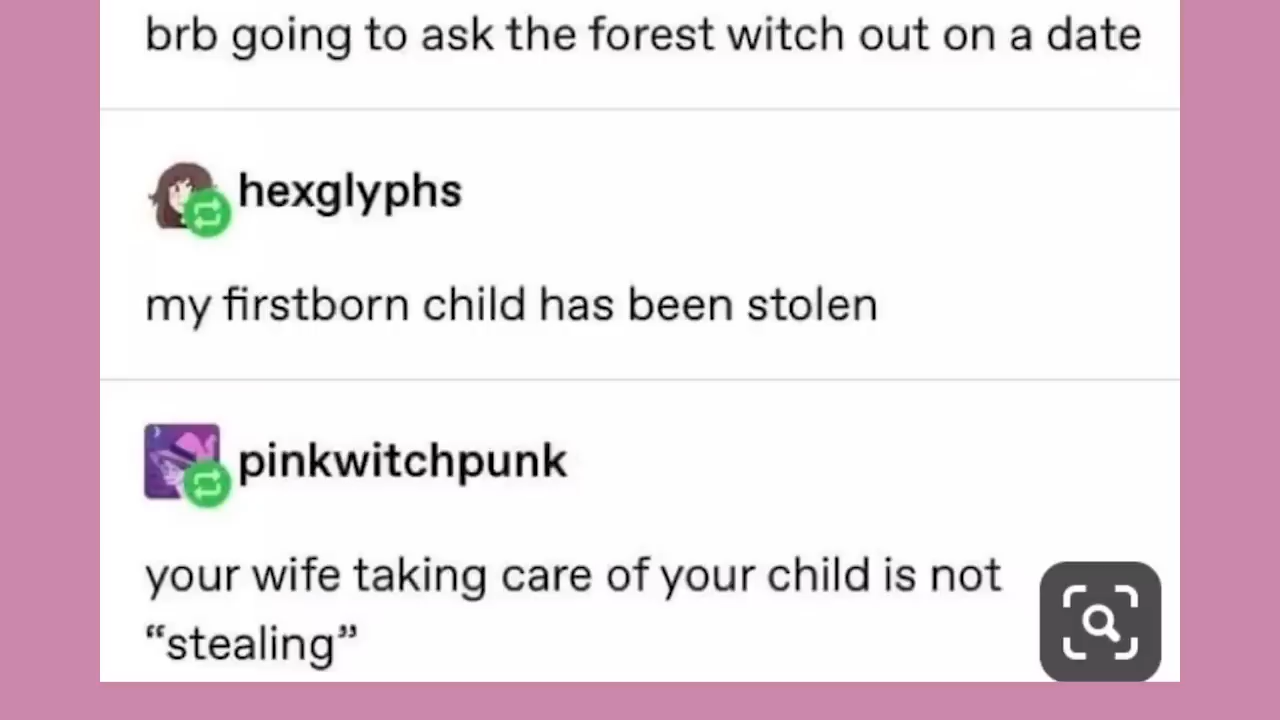 brb going to ask the forest witch out on a date
hexglyphs
my firstborn child has been stolen
pinkwitchpunk
your wife taking care of your child is not
“stealing”